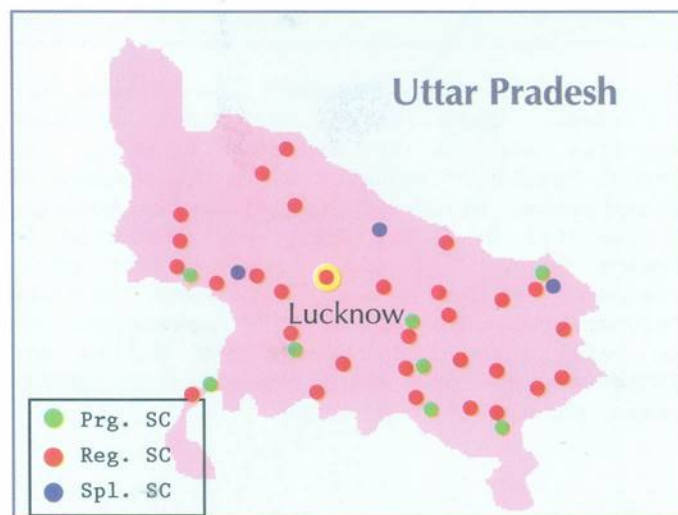 Uttar Pradesh
Lucknow
Prg. SC
Reg. SC
Spl. SC